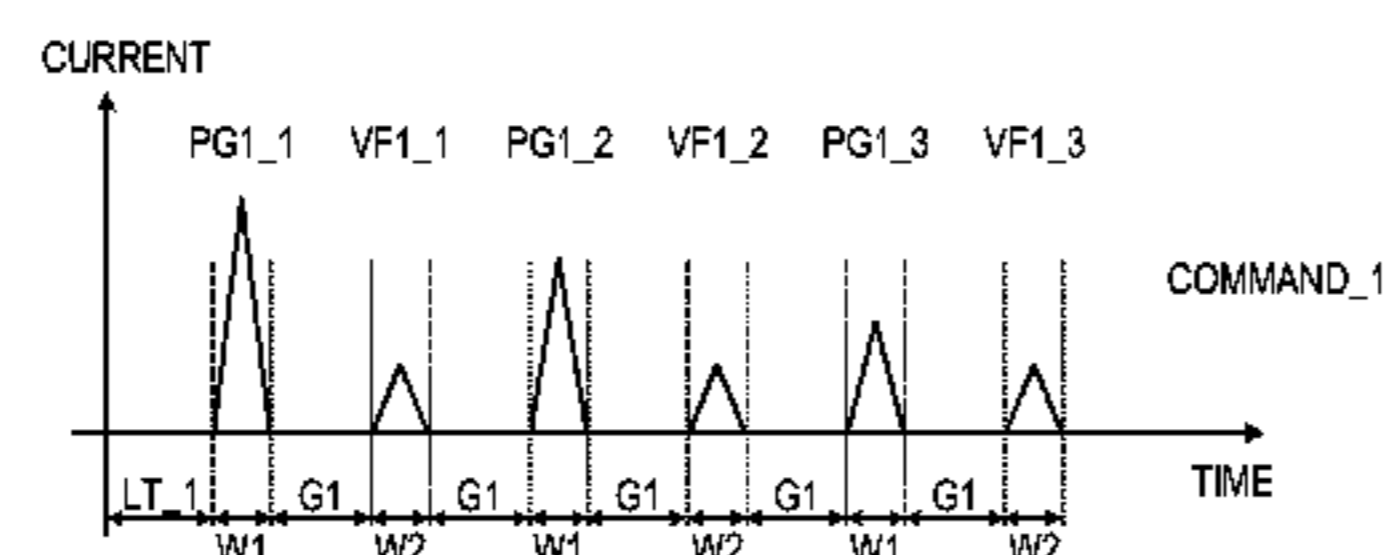 CURRENT
PG1_1 VF1_1 PG1_2 VF1_2 PG1_3 VF1_3
COMMAND_1
TIME
LT_1 G1 G1 G1 G1 G1
W1 W2 W1 W2 W1 W2